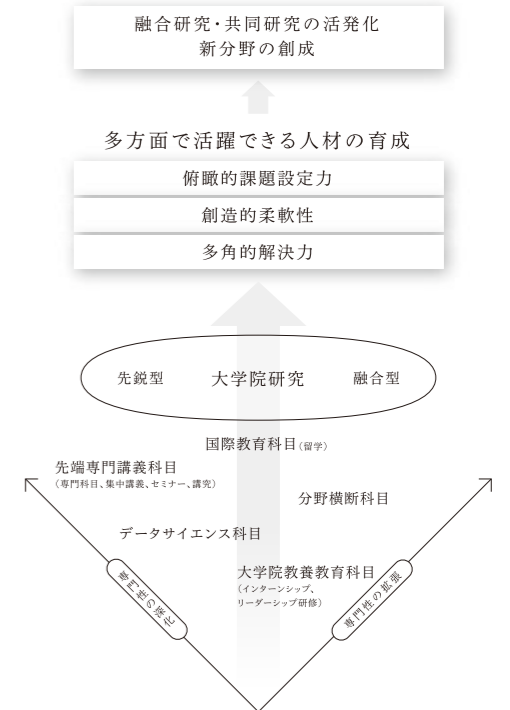 融合研究・共同研究の活発化
新分野の創成
多方面で活躍できる人材の育成
俯瞰的課題設定力
創造的柔軟性
多角的解決力
先鋭型 大学院研究 融合型
国際教育科目(留学)
先端専門講義科目
(専門科目、集中講義、セミナー、講究)
分野横断科目
データサイエンス科目
大学院教養教育科目
(インターンシップ、
リーダーシップ研修)
専門性の深化
専門性の拡張